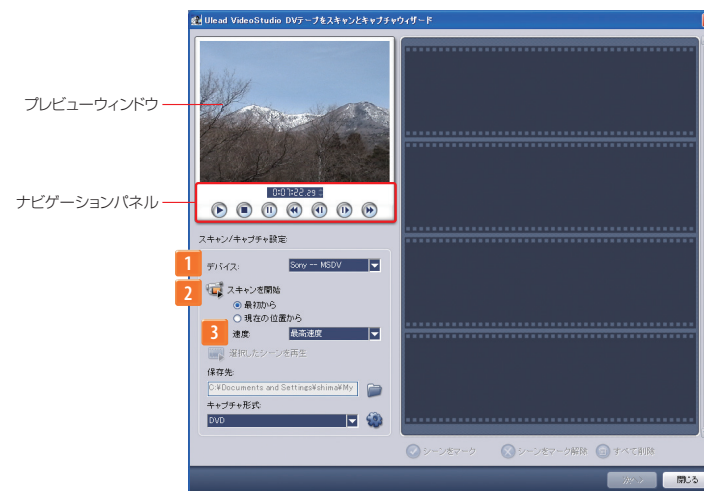 Ulead VideoStudio DVテープをスキャンとキャプチャウィザード
プレビューウィンドウ
ナビゲーションパネル
0:07:22.29
スキャン/キャプチャ設定:
1
デバイス:
Sony -- MSDV
2
スキャンを開始
最初から
現在の位置から
3
速度:
最高速度
選択したシーンを再生
保存先:
C:¥Documents and Settings¥shima¥My
キャプチャ形式:
DVD
シーンをマーク
シーンをマーク解除
すべて削除
閉じる